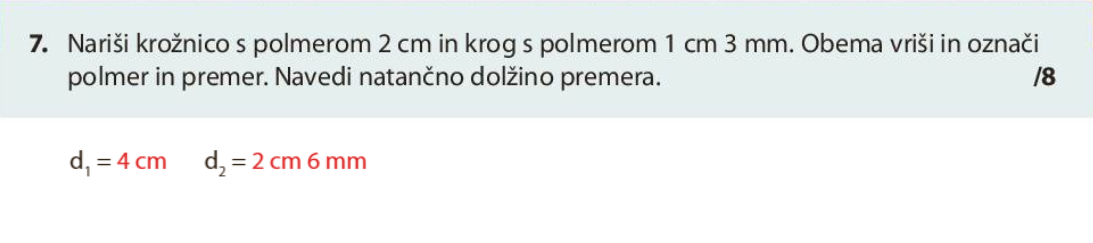 7. Nariši krožnico s polmerom 2 cm in krog s polmerom 1 cm 3 mm. Obema vriši in označi
polmer in premer. Navedi natančno dolžino premera. /8
d₁ = 4 cm d₂ = 2 cm 6 mm